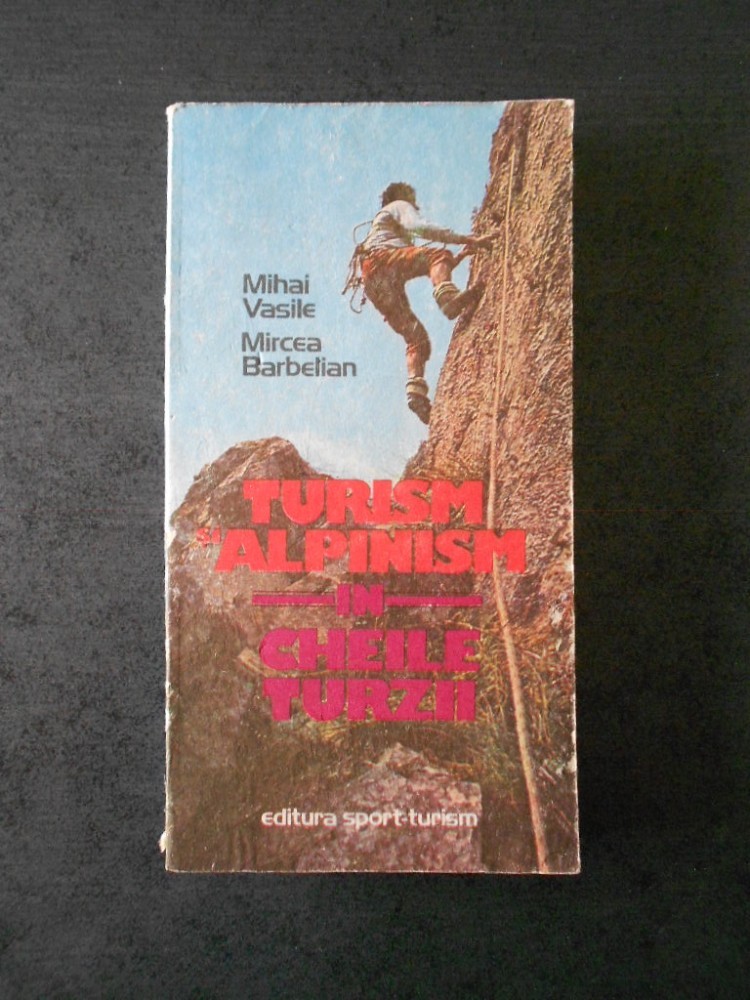 Mihai
Vasile
Mircea
Barbelian
TURISM
ȘI ALPINISM
IN
CHEILE
TURZII
editura sport-turism